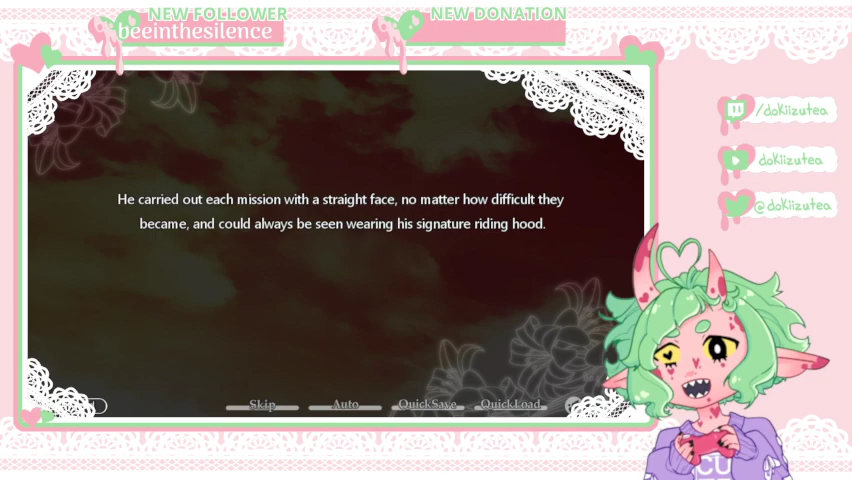 NEW FOLLOWER
beeinthesilence
NEW DONATION
/dokiizutea
dokiizutea
@dokiizutea
He carried out each mission with a straight face, no matter how difficult they
became, and could always be seen wearing his signature riding hood.
Skip
Auto
QuickSave
QuickLoad
CU